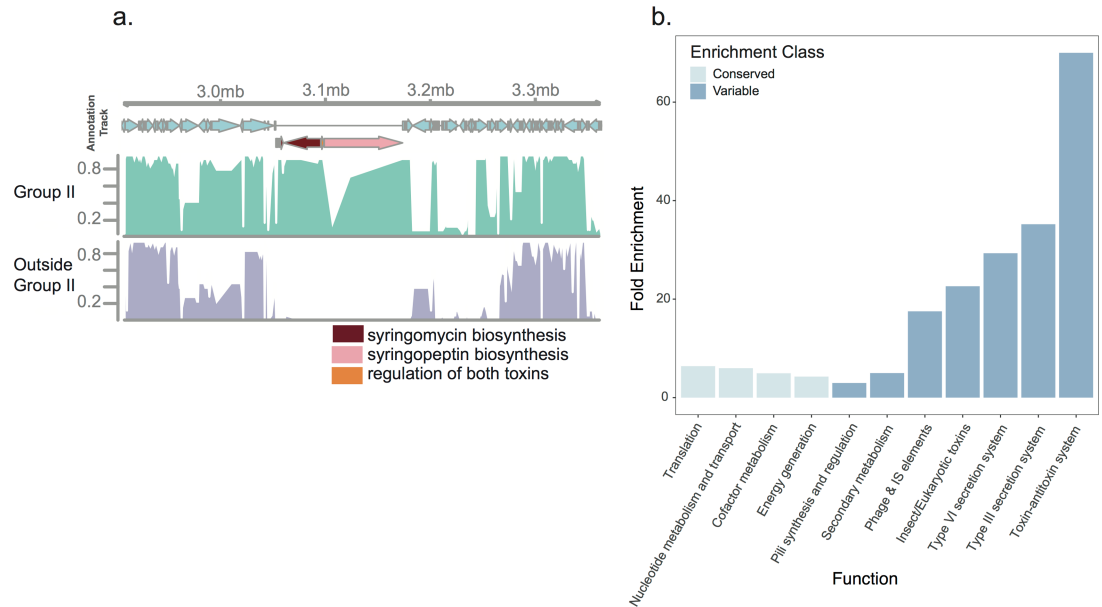 a.
3.0mb 3.1mb 3.2mb 3.3mb
Annotation
Track
Group II
0.8
0.2
Outside
Group II
0.8
0.2
syringomycin biosynthesis
syringopeptin biosynthesis
regulation of both toxins
b.
Enrichment Class
Conserved
Variable
Fold Enrichment
60
40
20
0
Translation
Nucleotide metabolism and transport
Cofactor metabolism
Energy generation
Pili synthesis and regulation
Secondary metabolism
Phage & IS elements
Insect/Eukaryotic toxins
Type VI secretion system
Type III secretion system
Toxin-antitoxin system
Function